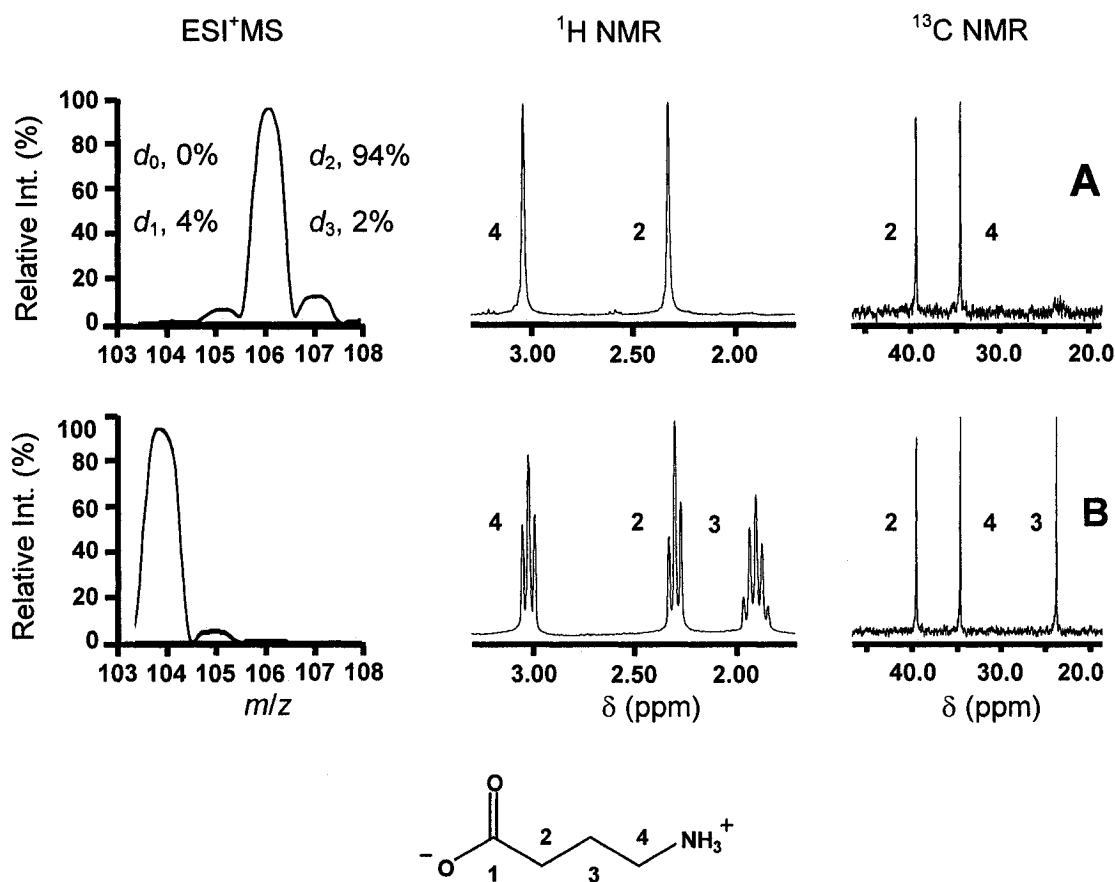 ESI⁺MS
¹H NMR
¹³C NMR
Relative Int. (%)
100
80
60
40
20
0
d₀, 0%
d₂, 94%
d₁, 4%
d₃, 2%
103 104 105 106 107 108
4
2
3.00 2.50 2.00
2
4
A
40.0 30.0 20.0
Relative Int. (%)
100
80
60
40
20
0
103 104 105 106 107 108
m/z
4
2
3
3.00 2.50 2.00
δ (ppm)
2
4
3
B
40.0 30.0 20.0
δ (ppm)
O
⁻O
1
2
3
4
NH₃⁺